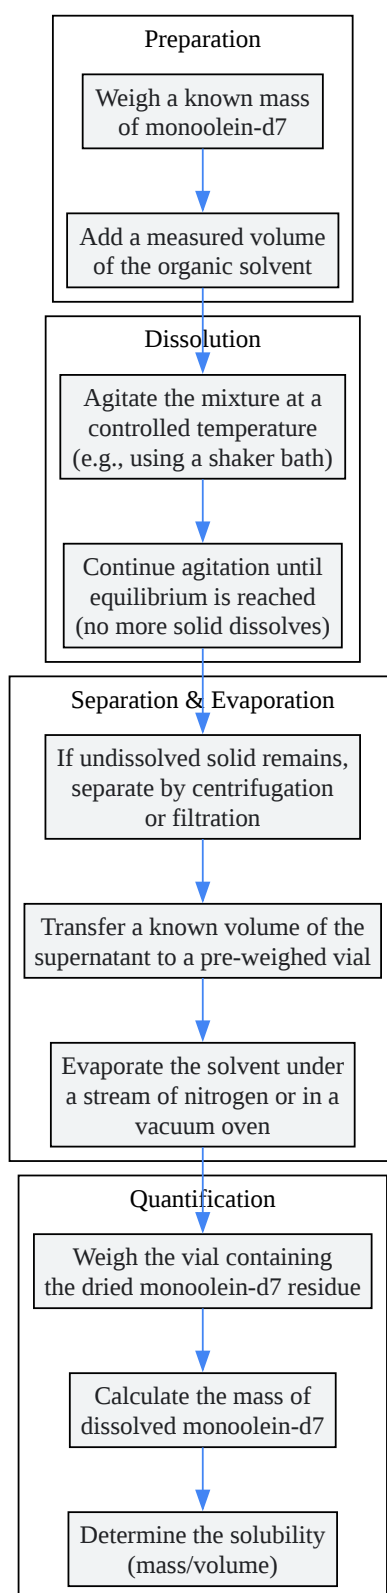 Preparation
Weigh a known mass
of monoolein-d7
Add a measured volume
of the organic solvent
Dissolution
Agitate the mixture at a
controlled temperature
(e.g., using a shaker bath)
Continue agitation until
equilibrium is reached
(no more solid dissolves)
Separation & Evaporation
If undissolved solid remains,
separate by centrifugation
or filtration
Transfer a known volume of the
supernatant to a pre-weighed vial
Evaporate the solvent under
a stream of nitrogen or in a
vacuum oven
Quantification
Weigh the vial containing
the dried monoolein-d7 residue
Calculate the mass of
dissolved monoolein-d7
Determine the solubility
(mass/volume)